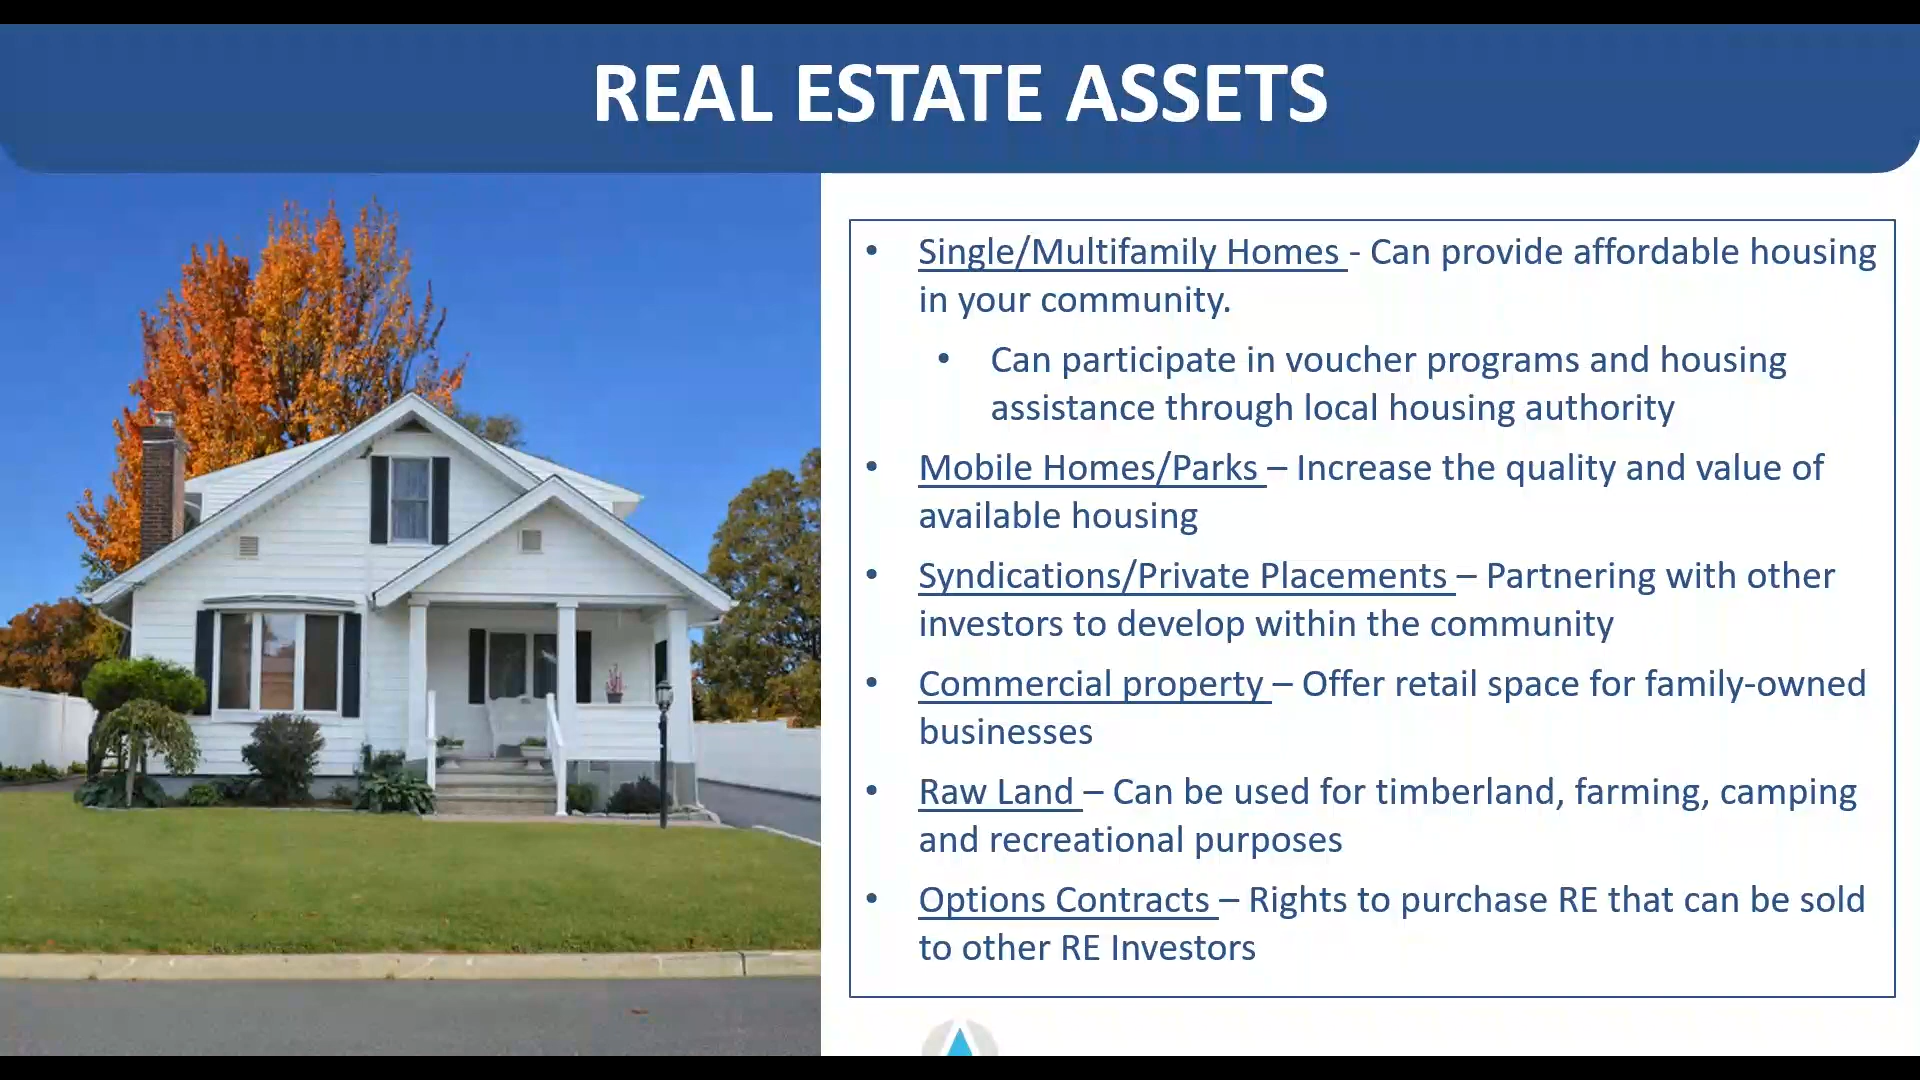 REAL ESTATE ASSETS
• Single/Multifamily Homes - Can provide affordable housing
in your community.
• Can participate in voucher programs and housing
assistance through local housing authority
• Mobile Homes/Parks – Increase the quality and value of
available housing
• Syndications/Private Placements – Partnering with other
investors to develop within the community
• Commercial property – Offer retail space for family-owned
businesses
• Raw Land – Can be used for timberland, farming, camping
and recreational purposes
• Options Contracts – Rights to purchase RE that can be sold
to other RE Investors